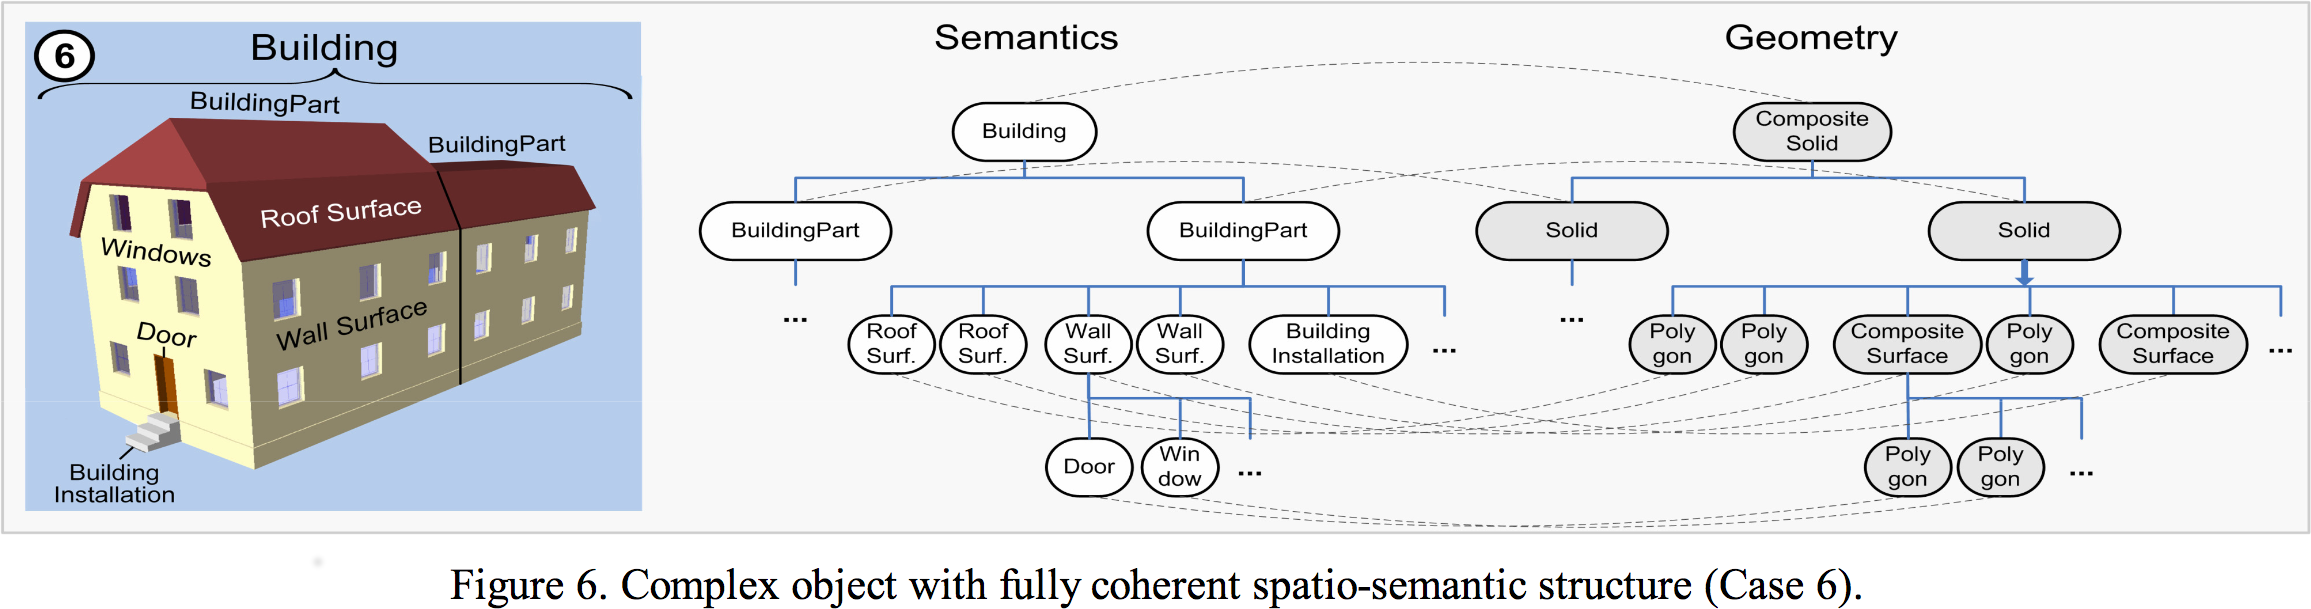 6
Building
BuildingPart
BuildingPart
Roof Surface
Windows
Wall Surface
Door
Building
Installation
Semantics
Geometry
Building
Composite
Solid
BuildingPart
BuildingPart
Solid
Solid
...
Roof
Surf.
Roof
Surf.
Wall
Surf.
Wall
Surf.
Building
Installation
...
...
Poly
gon
Poly
gon
Composite
Surface
Poly
gon
Composite
Surface
...
Door
Win
dow
...
Poly
gon
Poly
gon
...
Figure 6. Complex object with fully coherent spatio-semantic structure (Case 6).